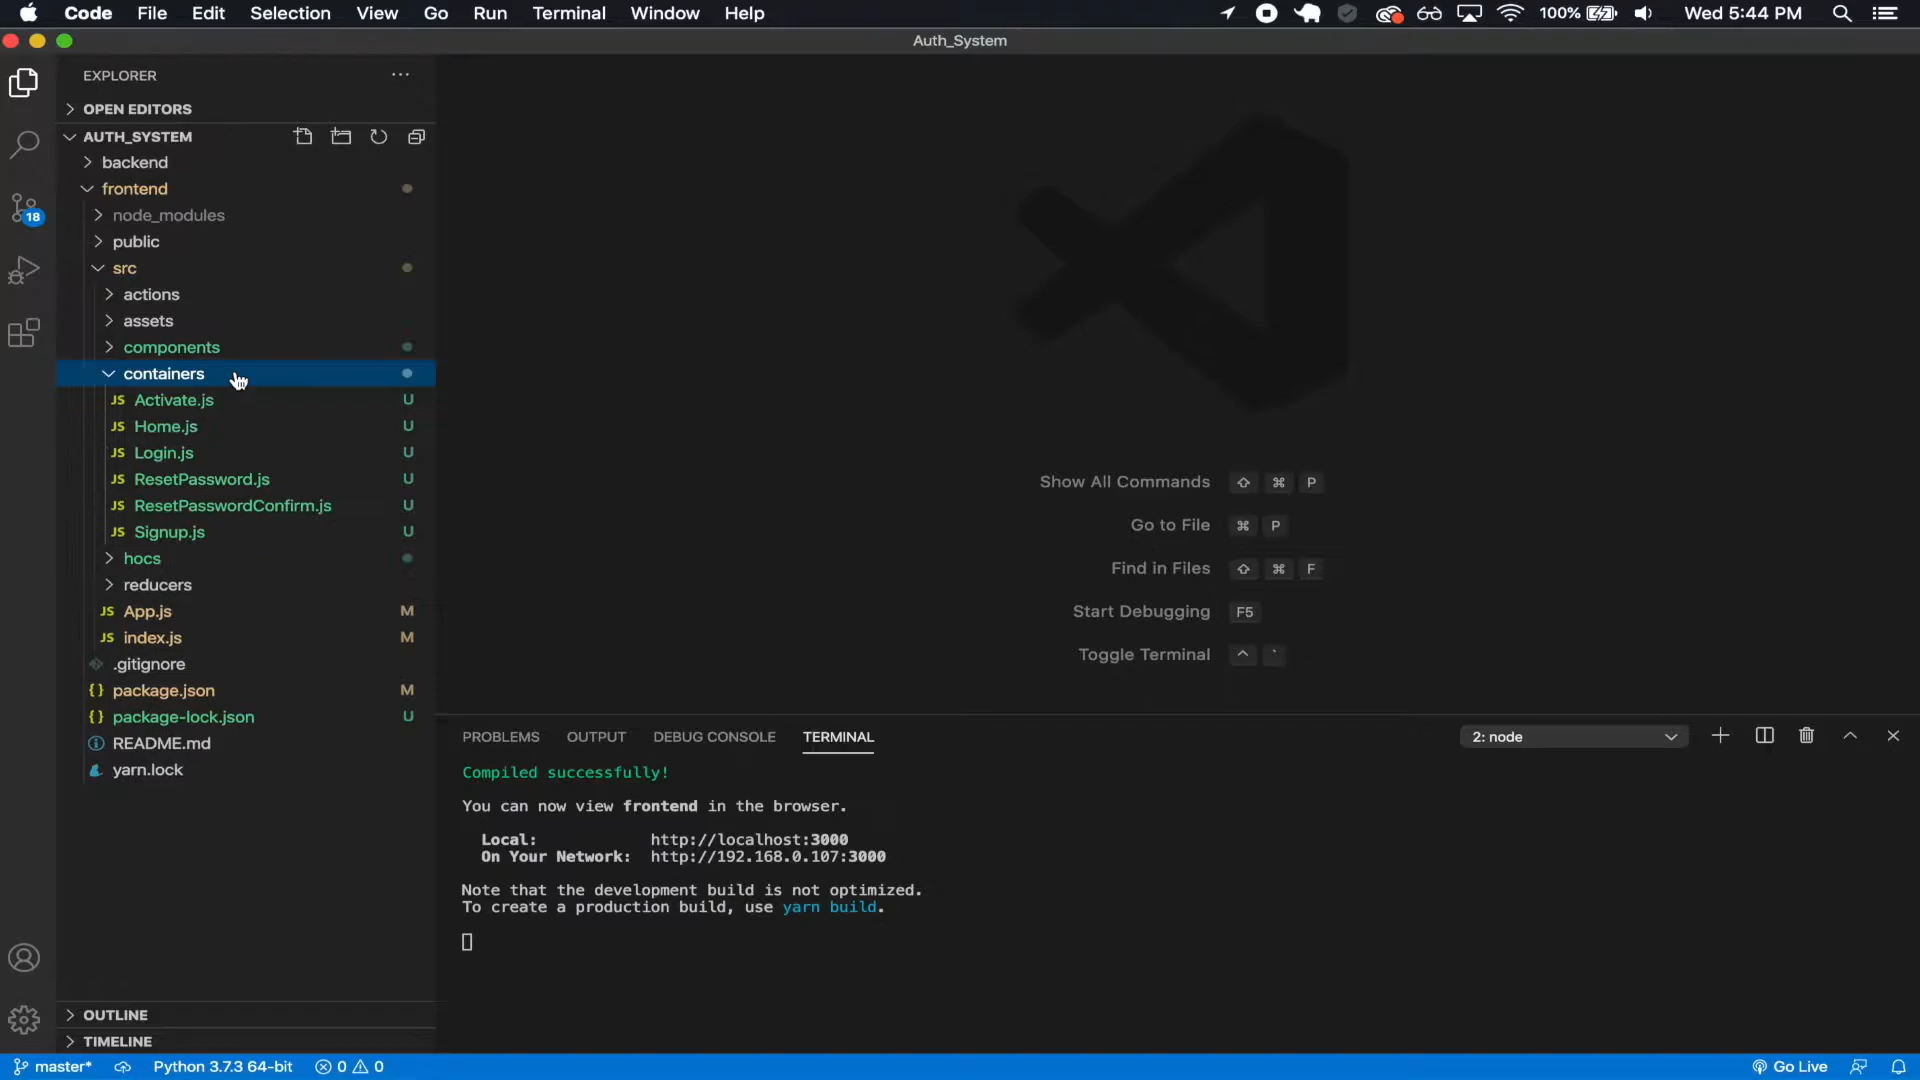 Code File Edit Selection View Go Run Terminal Window Help 100% Wed 5:44 PM
Auth_System
EXPLORER
OPEN EDITORS
AUTH_SYSTEM
backend
frontend
node_modules
public
src
actions
assets
components
containers
JS Activate.js U
JS Home.js U
JS Login.js U
JS ResetPassword.js U
JS ResetPasswordConfirm.js U
JS Signup.js U
hocs
reducers
JS App.js M
JS index.js M
.gitignore
{} package.json M
{} package-lock.json U
README.md
yarn.lock
OUTLINE
TIMELINE
18
Show All Commands ⇧ ⌘ P
Go to File ⌘ P
Find in Files ⇧ ⌘ F
Start Debugging F5
Toggle Terminal ^ `
PROBLEMS OUTPUT DEBUG CONSOLE TERMINAL 2: node
Compiled successfully!
You can now view frontend in the browser.
Local: http://localhost:3000
On Your Network: http://192.168.0.107:3000
Note that the development build is not optimized.
To create a production build, use yarn build.
master* Python 3.7.3 64-bit 0 0 Go Live